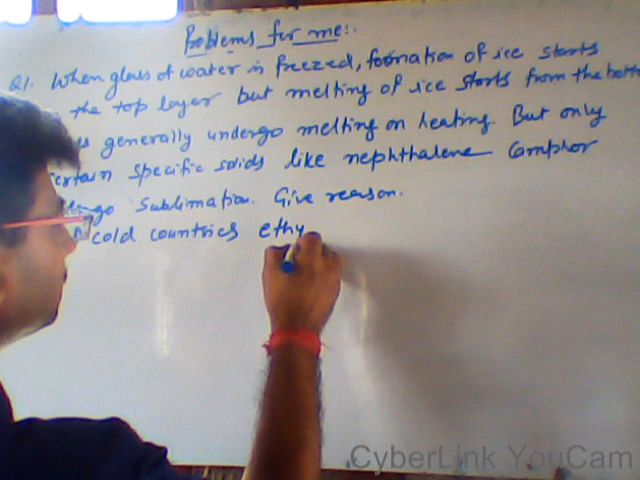 Problems for me:.
Q1. When glass of water is freezed, formation of ice starts
the top layer but melting of ice starts from the bott
generally undergo melting on heating. But only
certain specific solids like nephthalene Camphor
Sublimation. Give reason.
cold countries ethy
CyberLink YouCam